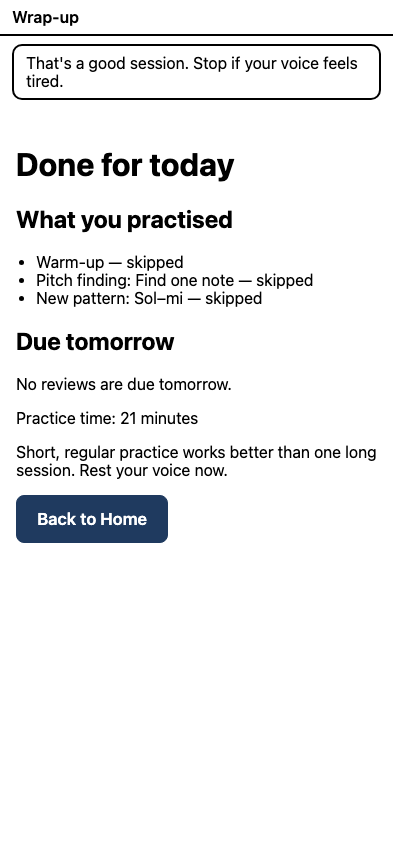 Wrap-up
That's a good session. Stop if your voice feels
tired.
Done for today
What you practised
• Warm-up — skipped
• Pitch finding: Find one note — skipped
• New pattern: Sol–mi — skipped
Due tomorrow
No reviews are due tomorrow.
Practice time: 21 minutes
Short, regular practice works better than one long
session. Rest your voice now.
Back to Home